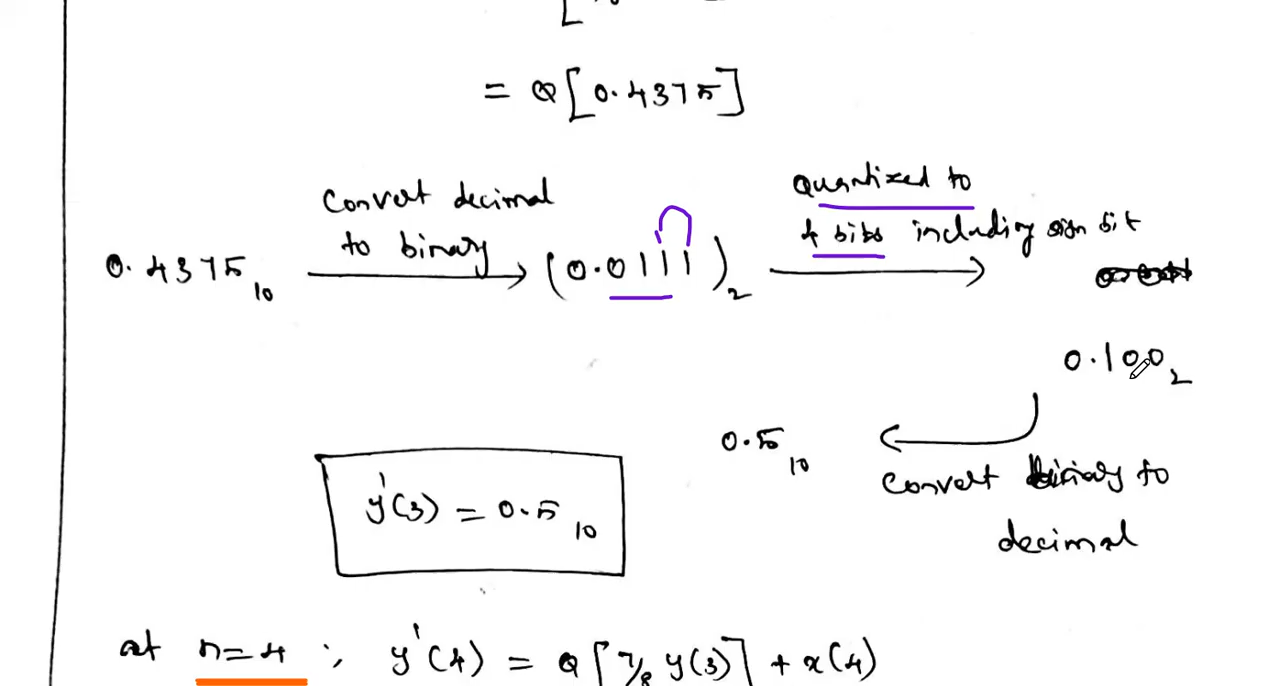 = Q[0.4375]
Convert decimal to binary
Quantized to 4 bits including sign bit
0.4375₁₀ → (0.0111)₂ →
0.100₂
0.5₁₀ ←
Convert binary to decimal
y'(3) = 0.5₁₀
at n=4 : y'(4) = Q[7/8 y(3)] + x(4)